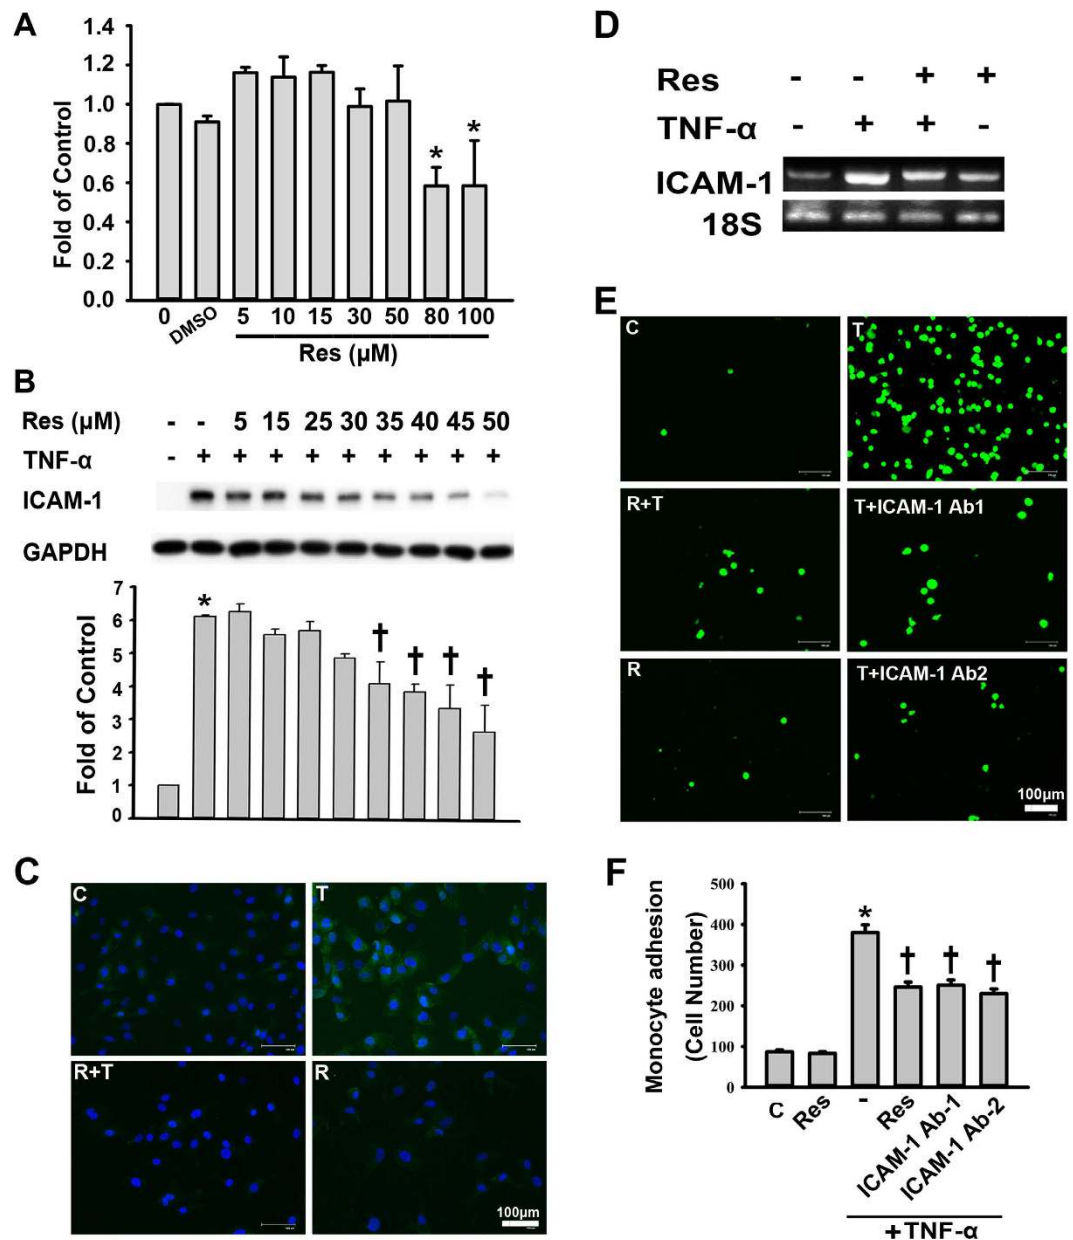 A
Fold of Control
1.4
1.2
1.0
0.8
0.6
0.4
0.2
0.0
* *
0 DMSO 5 10 15 30 50 80 100
Res (µM)
B
Res (µM) - - 5 15 25 30 35 40 45 50
TNF-α - + + + + + + + + +
ICAM-1
GAPDH
Fold of Control
7
6
5
4
3
2
1
0
* † † † †
C
C T
R+T R
100µm
D
Res - - + +
TNF-α - + + -
ICAM-1
18S
E
C T
R+T T+ICAM-1 Ab1
R T+ICAM-1 Ab2
100µm
F
Monocyte adhesion
(Cell Number)
500
400
300
200
100
0
* † † †
C Res - Res ICAM-1 Ab-1 ICAM-1 Ab-2
+TNF-α